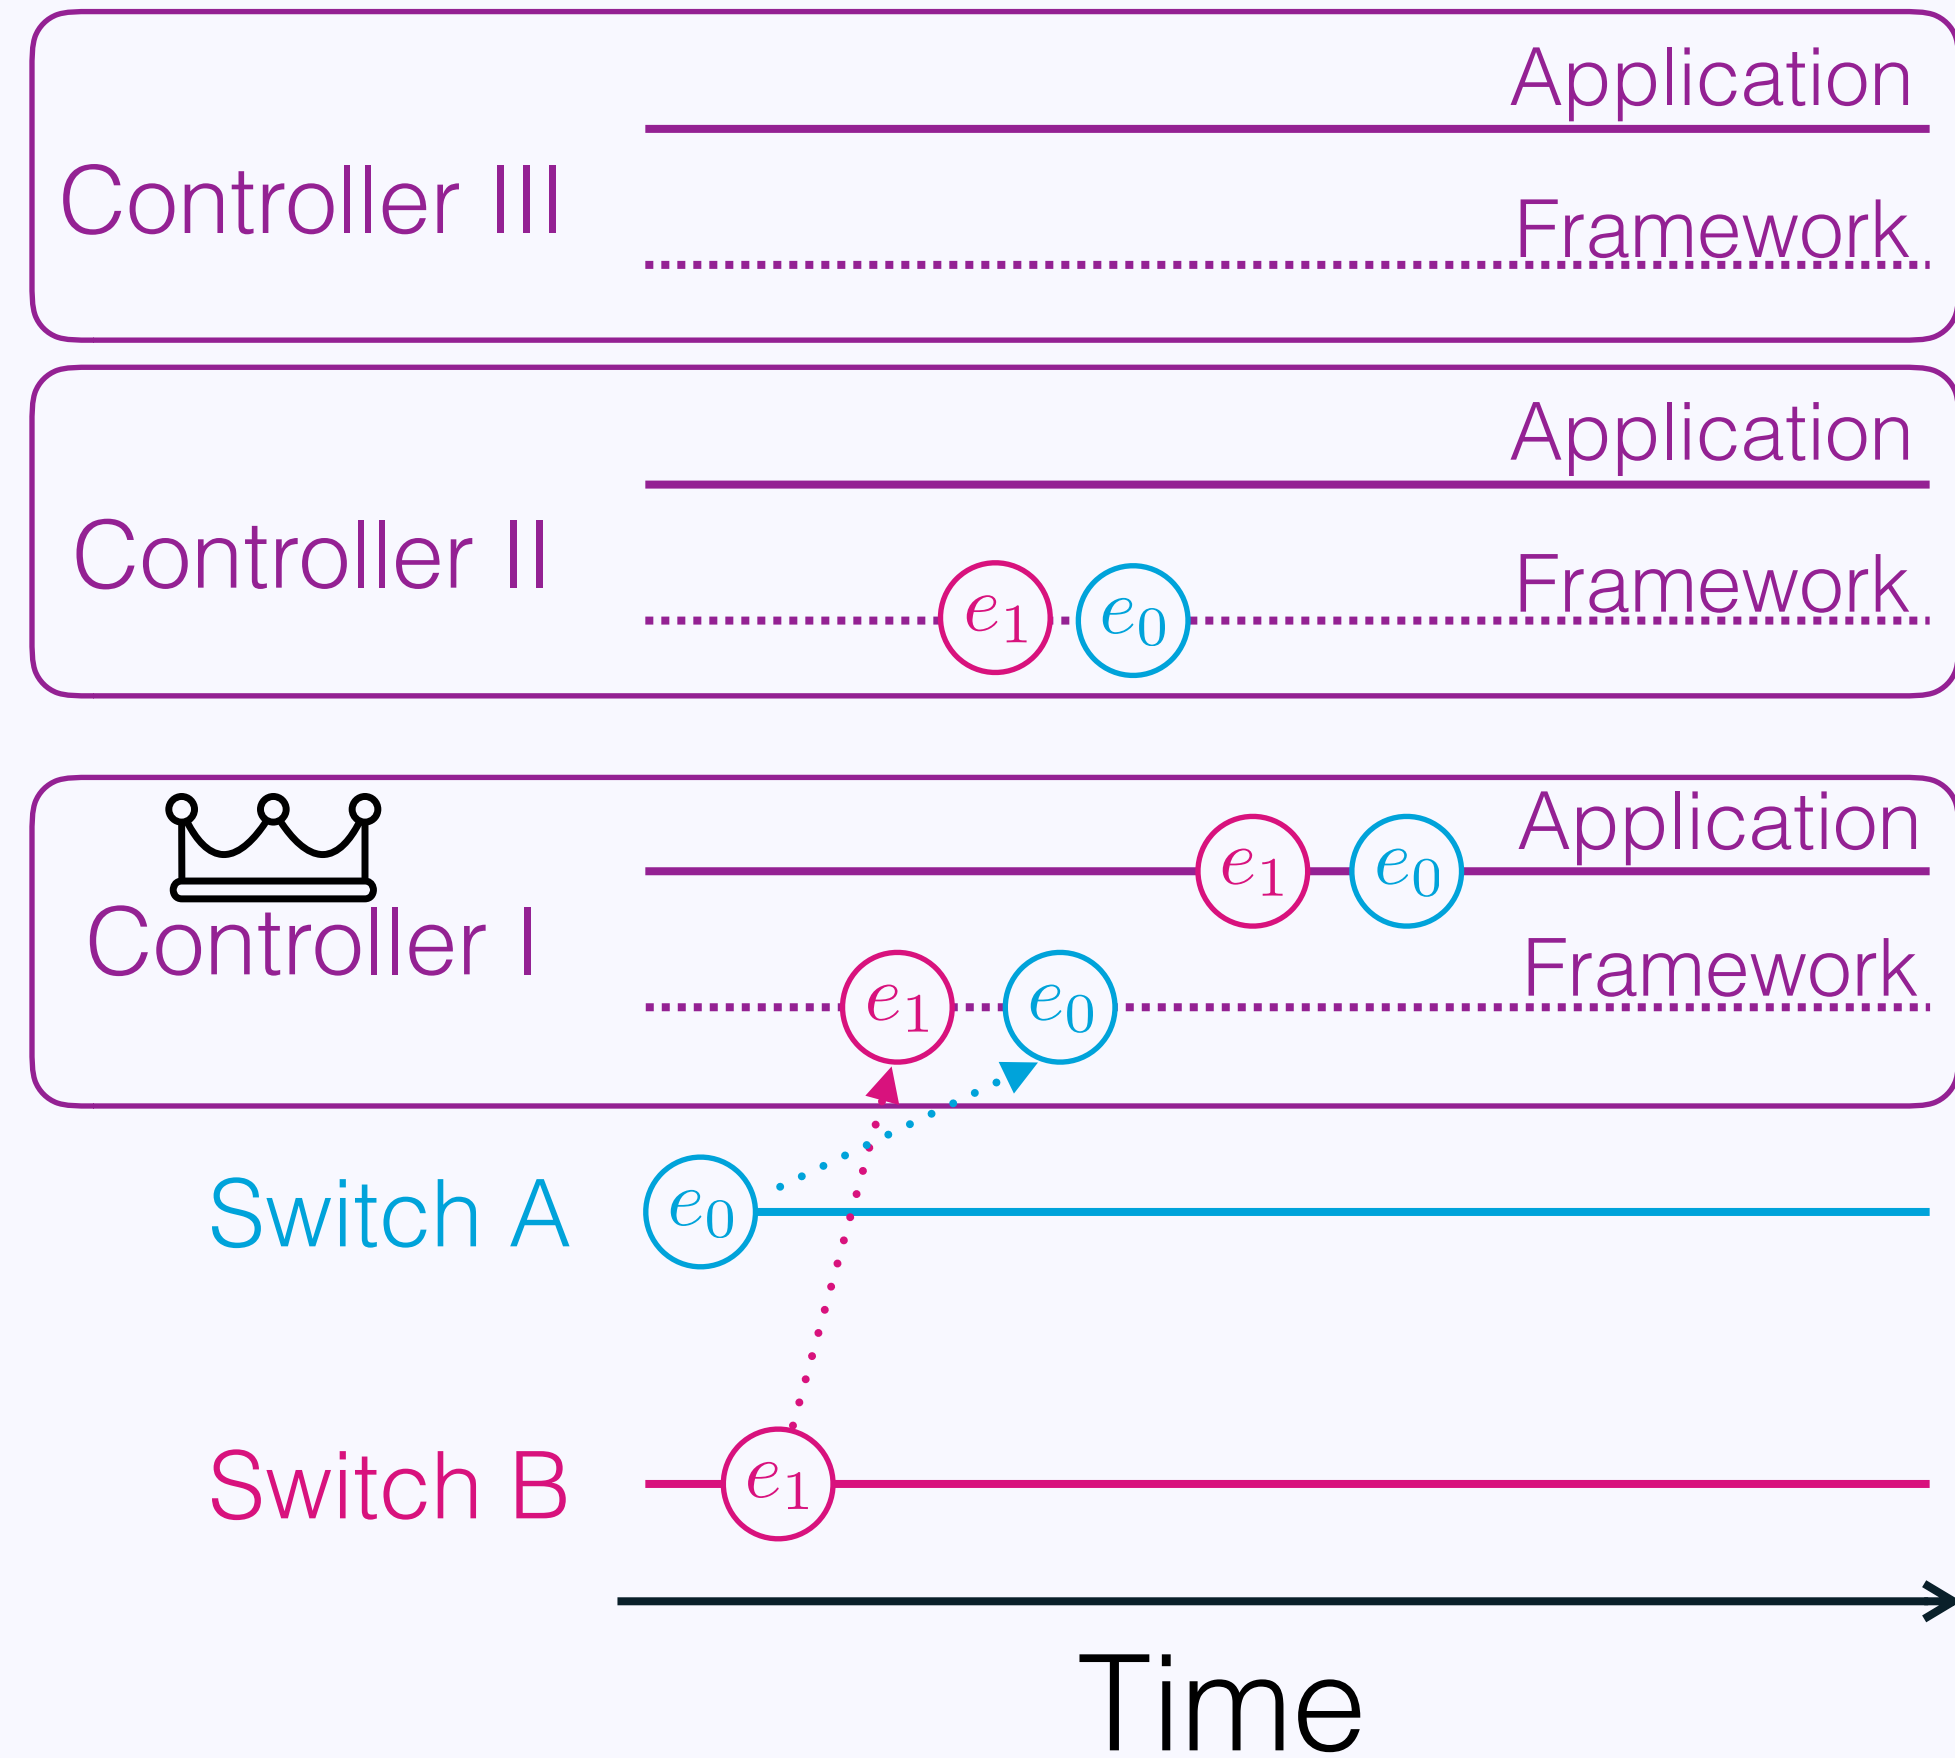 Application
Controller III
Framework
Application
Controller II
Framework
e₁ e₀
Application
e₁ e₀
Controller I
Framework
e₁ e₀
Switch A
e₀
Switch B
e₁
Time